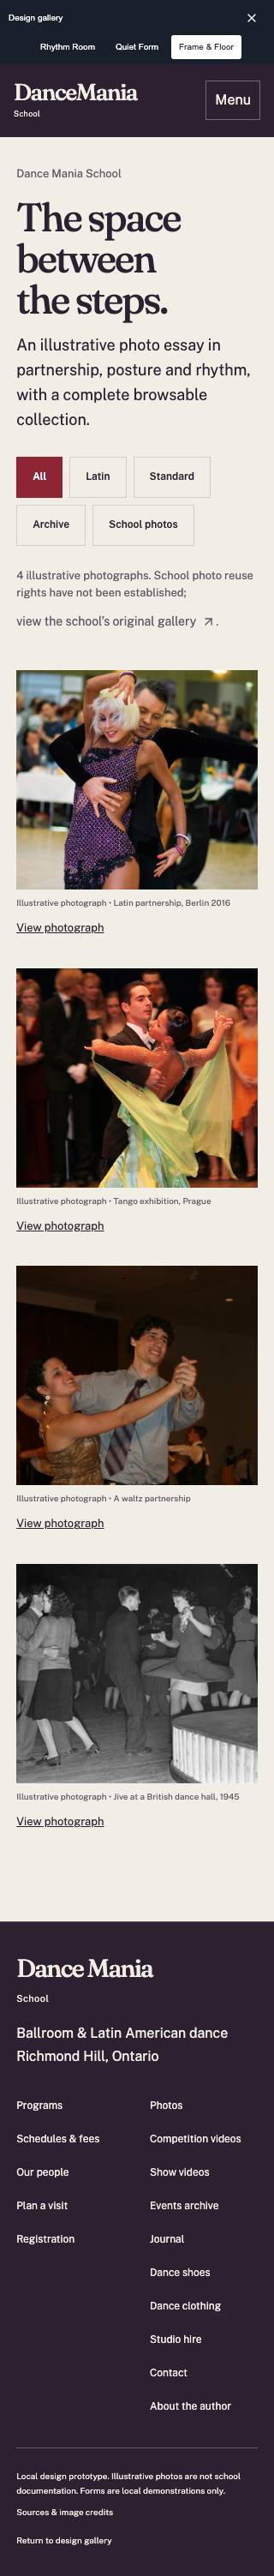 Design gallery
Rhythm Room Quiet Form Frame & Floor
DanceMania
School
Menu
Dance Mania School
The space
between
the steps.
An illustrative photo essay in
partnership, posture and rhythm,
with a complete browsable
collection.
All Latin Standard
Archive School photos
4 illustrative photographs. School photo reuse
rights have not been established;
view the school's original gallery ↗.
Illustrative photograph • Latin partnership, Berlin 2016
View photograph
Illustrative photograph • Tango exhibition, Prague
View photograph
Illustrative photograph • A waltz partnership
View photograph
Illustrative photograph • Jive at a British dance hall, 1945
View photograph
Dance Mania
School
Ballroom & Latin American dance
Richmond Hill, Ontario
Programs
Schedules & fees
Our people
Plan a visit
Registration
Photos
Competition videos
Show videos
Events archive
Journal
Dance shoes
Dance clothing
Studio hire
Contact
About the author
Local design prototype. Illustrative photos are not school
documentation. Forms are local demonstrations only.
Sources & image credits
Return to design gallery